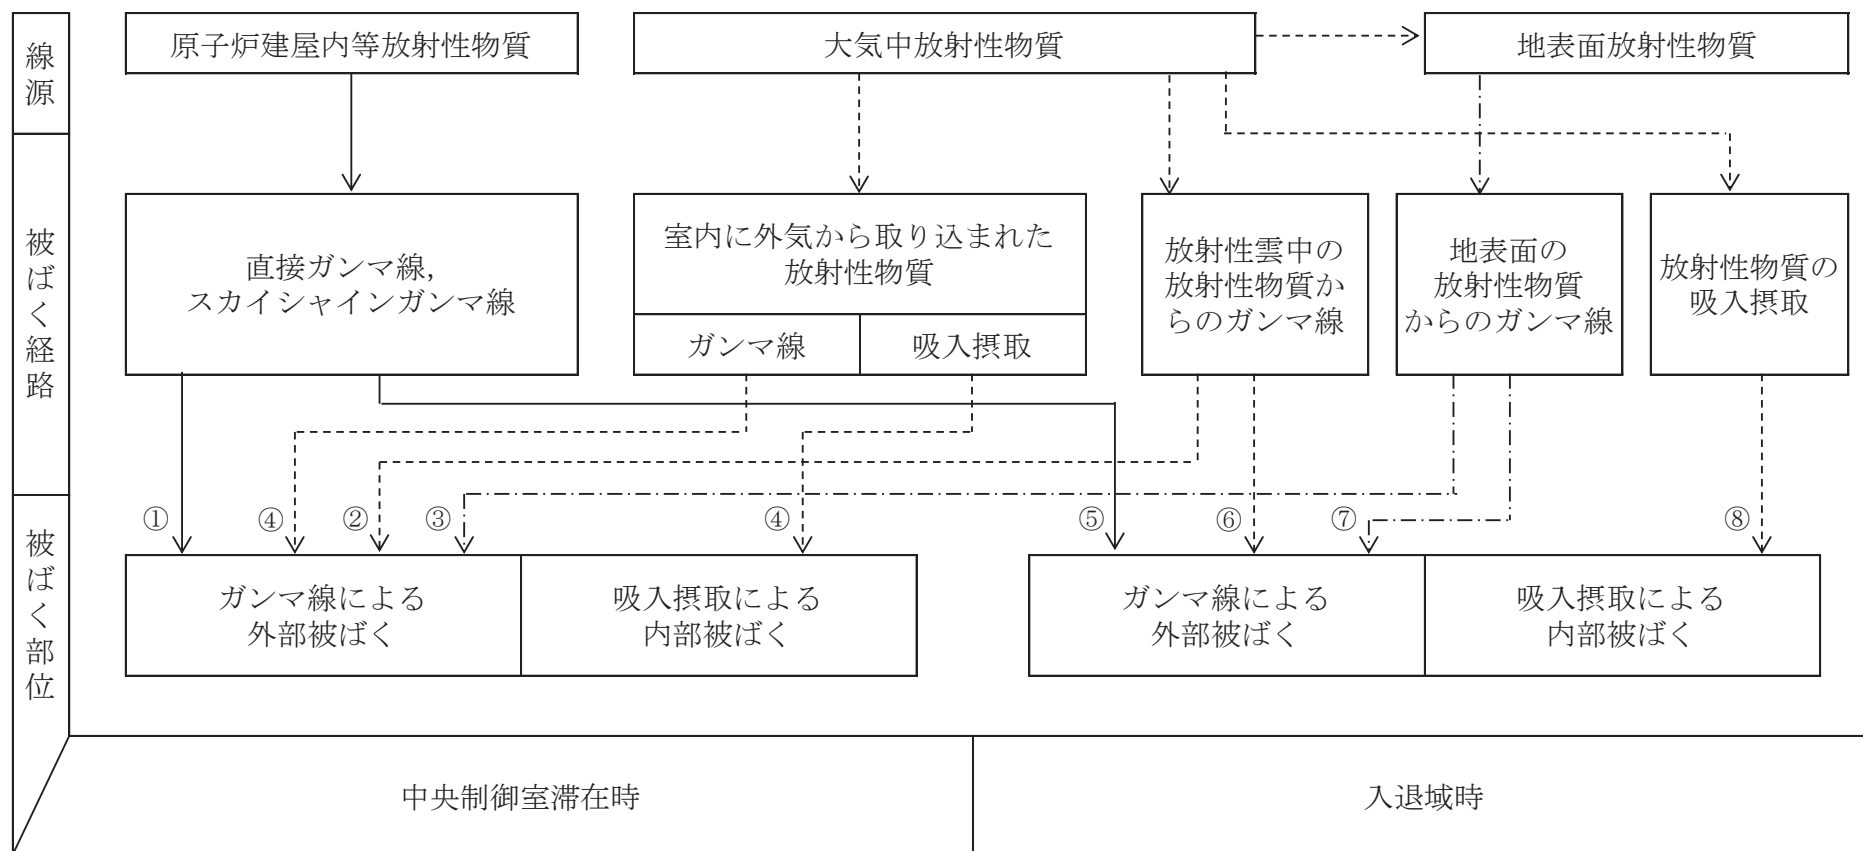 線源
原子炉建屋内等放射性物質
大気中放射性物質
地表面放射性物質
被ばく経路
直接ガンマ線,
スカイシャインガンマ線
室内に外気から取り込まれた
放射性物質
ガンマ線
吸入摂取
放射性雲中の
放射性物質か
らのガンマ線
地表面の
放射性物質
からのガンマ線
放射性物質の
吸入摂取
被ばく部位
①
④
②
③
④
⑤
⑥
⑦
⑧
ガンマ線による
外部被ばく
吸入摂取による
内部被ばく
ガンマ線による
外部被ばく
吸入摂取による
内部被ばく
中央制御室滞在時
入退域時